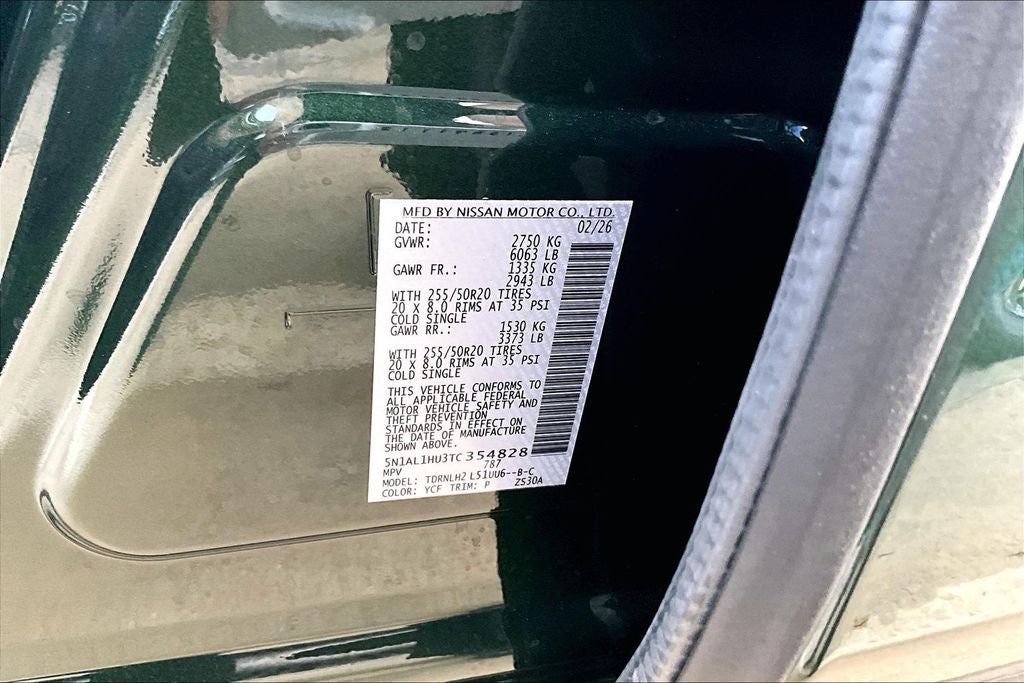 MFD BY NISSAN MOTOR CO., LTD.
DATE: 02/26
GVWR: 2750 KG
6063 LB
GAWR FR.: 1335 KG
2943 LB
WITH 255/50R20 TIRES
20 X 8.0 RIMS AT 35 PSI
COLD SINGLE
GAWR RR.: 1530 KG
3373 LB
WITH 255/50R20 TIRES
20 X 8.0 RIMS AT 35 PSI
COLD SINGLE
THIS VEHICLE CONFORMS TO
ALL APPLICABLE FEDERAL
MOTOR VEHICLE SAFETY AND
THEFT PREVENTION
STANDARDS IN EFFECT ON
THE DATE OF MANUFACTURE
SHOWN ABOVE.
5N1AL1HU3TC354828
MPV 787
MODEL: TDRNLH2 L51UU6--B-C
COLOR: YCF TRIM: P ZS30A